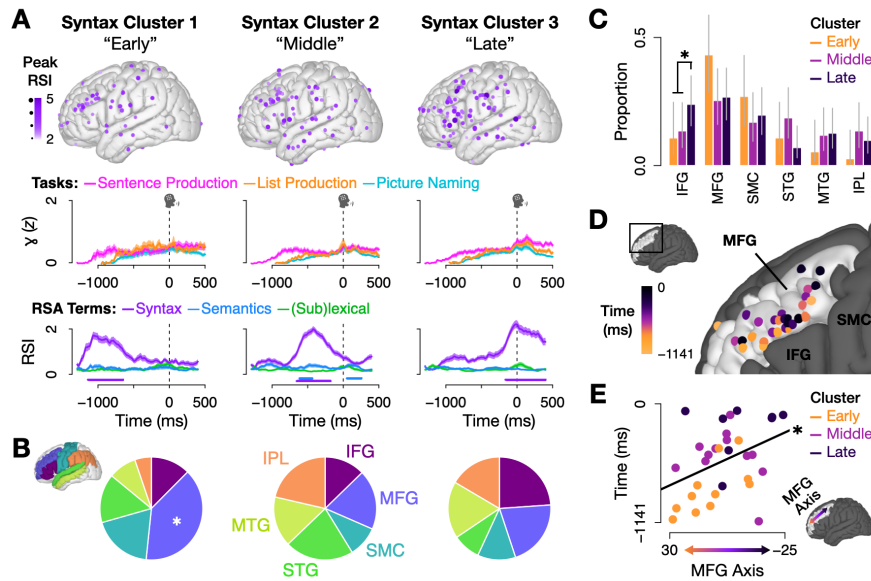 A
Syntax Cluster 1
"Early"
Syntax Cluster 2
"Middle"
Syntax Cluster 3
"Late"
Peak
RSI
5
2
Tasks: Sentence Production List Production Picture Naming
γ (z)
2
0
−1000 0 500
−1000 0 500
−1000 0 500
RSA Terms: Syntax Semantics (Sub)lexical
RSI
2
0
−1000 0 500
−1000 0 500
−1000 0 500
Time (ms)
Time (ms)
Time (ms)
B
*
IPL
IFG
MFG
SMC
STG
MTG
C
Proportion
0.5
0.0
*
Cluster
Early
Middle
Late
IFG
MFG
SMC
STG
MTG
IPL
D
MFG
Time
(ms)
0
−1141
IFG
SMC
E
Time (ms)
0
−1141
*
Cluster
Early
Middle
Late
MFG
Axis
30 −25
MFG Axis